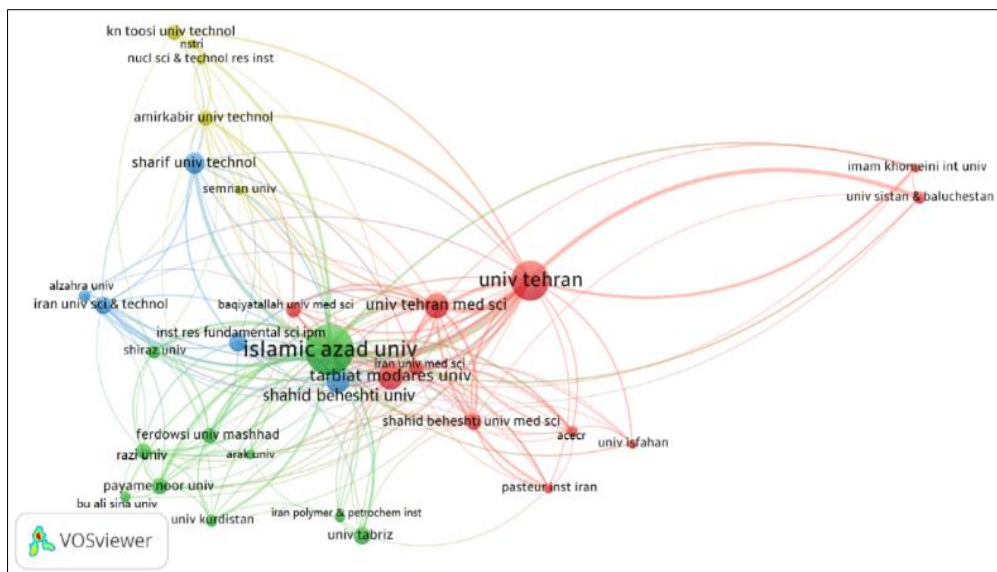 kn toosi univ technol
nstri
nucl sci & technol res inst
amirkabir univ technol
sharif univ technol
semnan univ
imam khomeini int univ
univ sistan & baluchestan
univ tehran
alzahra univ
iran univ sci & technol
baqiyatallah univ med sci
univ tehran med sci
inst res fundamental sci ipm
shiraz univ
islamic azad univ
iran univ med sci
tarbiat modares univ
shahid beheshti univ
shahid beheshti univ med sci
ferdowsi univ mashhad
acecr
univ isfahan
razi univ
arak univ
payame noor univ
pasteur inst iran
bu ali sina univ
univ kurdistan
iran polymer & petrochem inst
univ tabriz
VOSviewer